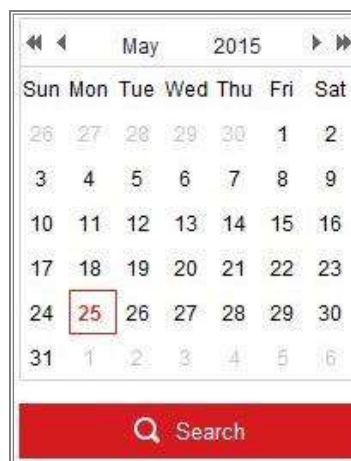 May 2015
Sun Mon Tue Wed Thu Fri Sat
26 27 28 29 30 1 2
3 4 5 6 7 8 9
10 11 12 13 14 15 16
17 18 19 20 21 22 23
24 25 26 27 28 29 30
31 1 2 3 4 5 6
Search